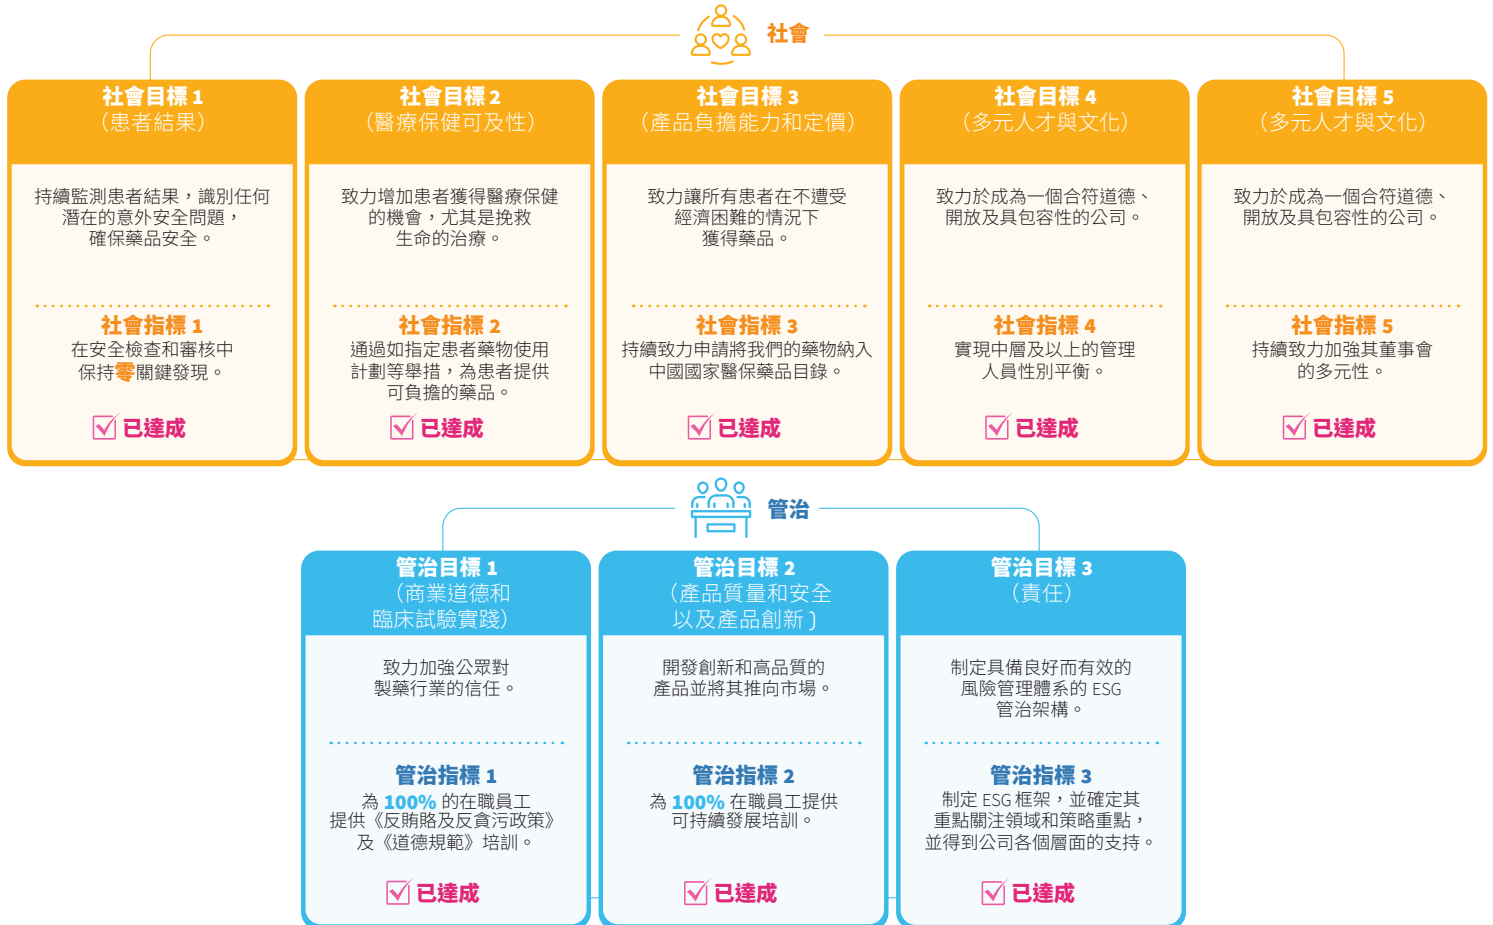 社會
社會目標 1
（患者結果）
持續監測患者結果，識別任何
潛在的意外安全問題，
確保藥品安全。
社會指標 1
在安全檢查和審核中
保持零關鍵發現。
已達成
社會目標 2
（醫療保健可及性）
致力增加患者獲得醫療保健
的機會，尤其是挽救
生命的治療。
社會指標 2
通過如指定患者藥物使用
計劃等舉措，為患者提供
可負擔的藥品。
已達成
社會目標 3
（產品負擔能力和定價）
致力讓所有患者在不遭受
經濟困難的情況下
獲得藥品。
社會指標 3
持續致力申請將我們的藥物納入
中國國家醫保藥品目錄。
已達成
社會目標 4
（多元人才與文化）
致力於成為一個合符道德、
開放及具包容性的公司。
社會指標 4
實現中層及以上的管理
人員性別平衡。
已達成
社會目標 5
（多元人才與文化）
致力於成為一個合符道德、
開放及具包容性的公司。
社會指標 5
持續致力加強其董事會
的多元性。
已達成
管治
管治目標 1
（商業道德和
臨床試驗實踐）
致力加強公眾對
製藥行業的信任。
管治指標 1
為 100% 的在職員工
提供《反賄賂及反貪污政策》
及《道德規範》培訓。
已達成
管治目標 2
（產品質量和安全
以及產品創新）
開發創新和高品質的
產品並將其推向市場。
管治指標 2
為 100% 在職員工提供
可持續發展培訓。
已達成
管治目標 3
（責任）
制定具備良好而有效的
風險管理體系的 ESG
管治架構。
管治指標 3
制定 ESG 框架，並確定其
重點關注領域和策略重點，
並得到公司各個層面的支持。
已達成